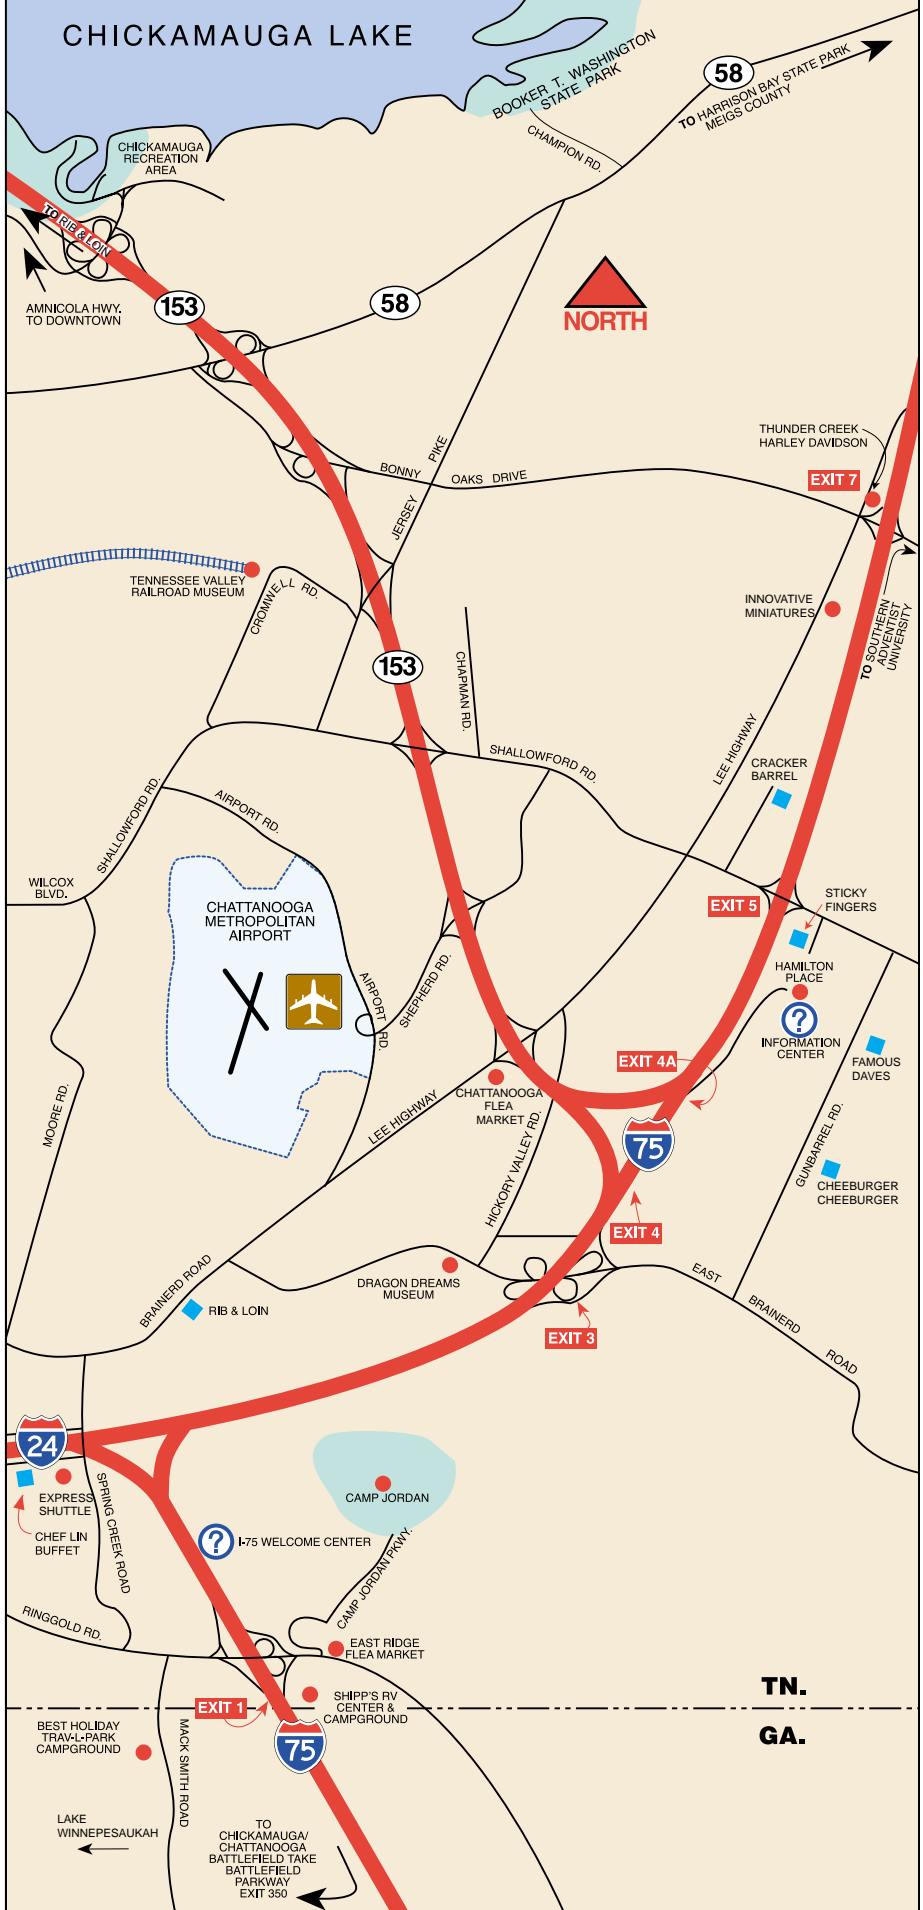 CHICKAMAUGA LAKE
BOOKER T. WASHINGTON
STATE PARK
58
TO HARRISON BAY STATE PARK
MEIGS COUNTY
CHAMPION RD.
CHICKAMAUGA
RECREATION
AREA
TO RIB & LOIN
AMNICOLA HWY.
TO DOWNTOWN
153
58
NORTH
THUNDER CREEK
HARLEY DAVIDSON
EXIT 7
BONNY OAKS DRIVE
JERSEY PIKE
TENNESSEE VALLEY
RAILROAD MUSEUM
CROMWELL RD.
INNOVATIVE
MINIATURES
TO SOUTHERN
ADVENTIST
UNIVERSITY
153
CHAPMAN RD.
SHALLOWFORD RD.
LEE HIGHWAY
CRACKER
BARREL
SHALLOWFORD RD.
AIRPORT RD.
WILCOX
BLVD.
CHATTANOOGA
METROPOLITAN
AIRPORT
EXIT 5
STICKY
FINGERS
AIRPORT RD.
SHEPHERD RD.
HAMILTON
PLACE
?
INFORMATION
CENTER
FAMOUS
DAVES
EXIT 4A
MOORE RD.
LEE HIGHWAY
CHATTANOOGA
FLEA
MARKET
75
HICKORY VALLEY RD.
GUNBARREL RD.
CHEEBURGER
CHEEBURGER
EXIT 4
BRAINERD ROAD
DRAGON DREAMS
MUSEUM
EAST BRAINERD ROAD
RIB & LOIN
EXIT 3
24
EXPRESS
SHUTTLE
CHEF LIN
BUFFET
SPRING CREEK ROAD
CAMP JORDAN
?
I-75 WELCOME CENTER
CAMP JORDAN PKWY.
RINGGOLD RD.
EAST RIDGE
FLEA MARKET
TN.
EXIT 1
SHIPP'S RV
CENTER &
CAMPGROUND
GA.
BEST HOLIDAY
TRAV-L-PARK
CAMPGROUND
MACK SMITH ROAD
75
LAKE
WINNEPESAUKAH
TO
CHICKAMAUGA/
CHATTANOOGA
BATTLEFIELD TAKE
BATTLEFIELD
PARKWAY
EXIT 350